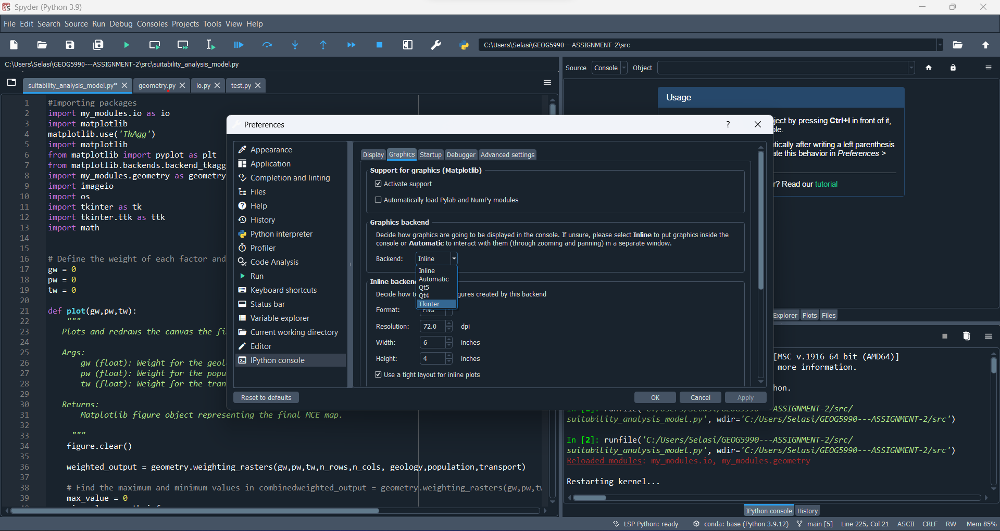 Spyder (Python 3.9)
File Edit Search Source Run Debug Consoles Projects Tools View Help
C:\Users\Selasi\GEOG5990---ASSIGNMENT-2\src
C:\Users\Selasi\GEOG5990---ASSIGNMENT-2\src\suitability_analysis_model.py
suitability_analysis_model.py* geometry.py io.py test.py
1 #Importing packages
2 import my_modules.io as io
3 import matplotlib
4 matplotlib.use('TkAgg')
5 import matplotlib
6 from matplotlib import pyplot as plt
7 from matplotlib.backends.backend_tkagg
8 import my_modules.geometry as geometry
9 import imageio
10 import os
11 import tkinter as tk
12 import tkinter.ttk as ttk
13 import math
14
15
16 # Define the weight of each factor and
17 gw = 0
18 pw = 0
19 tw = 0
20
21 def plot(gw,pw,tw):
22 """
23 Plots and redraws the canvas the fi
24
25 Args:
26 gw (float): Weight for the geol
27 pw (float): Weight for the popu
28 tw (float): Weight for the tran
29
30 Returns:
31 Matplotlib figure object representing the final MCE map.
32
33 """
34 figure.clear()
35
36 weighted_output = geometry.weighting_rasters(gw,pw,tw,n_rows,n_cols, geology,population,transport)
37
38 # Find the maximum and minimum values in combinedweighted_output = geometry.weighting_rasters(gw,pw,tw
39 max_value = 0
Preferences ?
Appearance
Application
Completion and linting
Files
Help
History
Python interpreter
Profiler
Code Analysis
Run
Keyboard shortcuts
Status bar
Variable explorer
Current working directory
Editor
IPython console
Display Graphics Startup Debugger Advanced settings
Support for graphics (Matplotlib)
Activate support
Automatically load Pylab and NumPy modules
Graphics backend
Decide how graphics are going to be displayed in the console. If unsure, please select Inline to put graphics inside the
console or Automatic to interact with them (through zooming and panning) in a separate window.
Backend: Inline
Inline
Automatic
Qt5
Qt4
Tkinter
Inline backen
Decide how t gures created by this backend
Format: PNG
Resolution: 72.0 dpi
Width: 6 inches
Height: 4 inches
Use a tight layout for inline plots
Reset to defaults OK Cancel Apply
Source Console Object
Usage
ject by pressing Ctrl+I in front of it,
ole.
tically after writing a left parenthesis
ate this behavior in Preferences >
r? Read our tutorial
Explorer Plots Files
[MSC v.1916 64 bit (AMD64)]
more information.
hon.
-ASSIGNMENT-2/src/
suitability_analysis_model.py', wdir='C:/Users/Selasi/GEOG5990---ASSIGNMENT-2/src')
In [2]: runfile('C:/Users/Selasi/GEOG5990---ASSIGNMENT-2/src/
suitability_analysis_model.py', wdir='C:/Users/Selasi/GEOG5990---ASSIGNMENT-2/src')
Reloaded modules: my_modules.io, my_modules.geometry
Restarting kernel...
IPython console History
LSP Python: ready conda: base (Python 3.9.12) main [5] Line 225, Col 21 ASCII CRLF RW Mem 85%